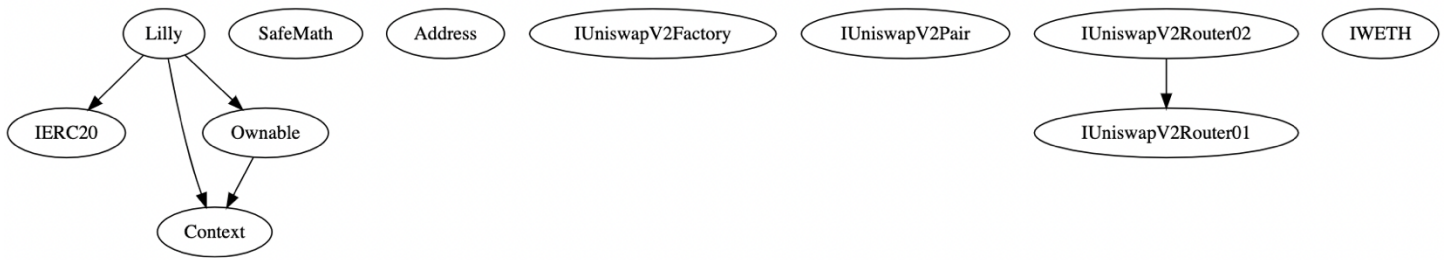 Lilly
SafeMath
Address
IUniswapV2Factory
IUniswapV2Pair
IUniswapV2Router02
IWETH
IERC20
Ownable
IUniswapV2Router01
Context